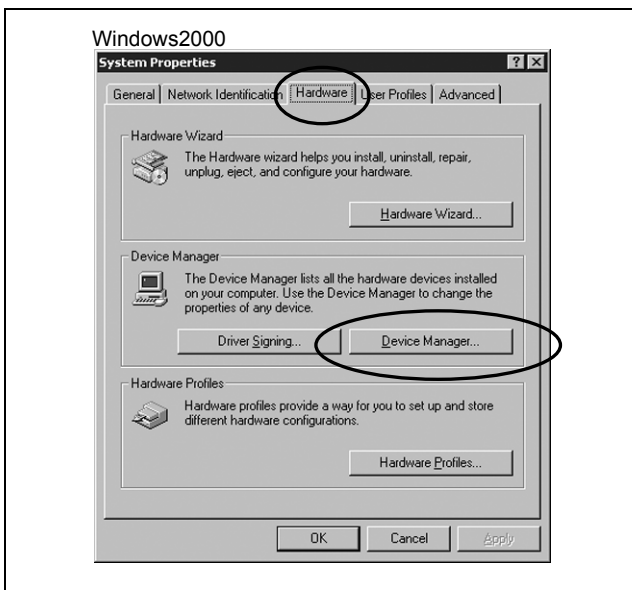 Windows2000
System Properties
General Network Identification Hardware User Profiles Advanced
Hardware Wizard
The Hardware wizard helps you install, uninstall, repair,
unplug, eject, and configure your hardware.
Hardware Wizard...
Device Manager
The Device Manager lists all the hardware devices installed
on your computer. Use the Device Manager to change the
properties of any device.
Driver Signing... Device Manager...
Hardware Profiles
Hardware profiles provide a way for you to set up and store
different hardware configurations.
Hardware Profiles...
OK Cancel Apply